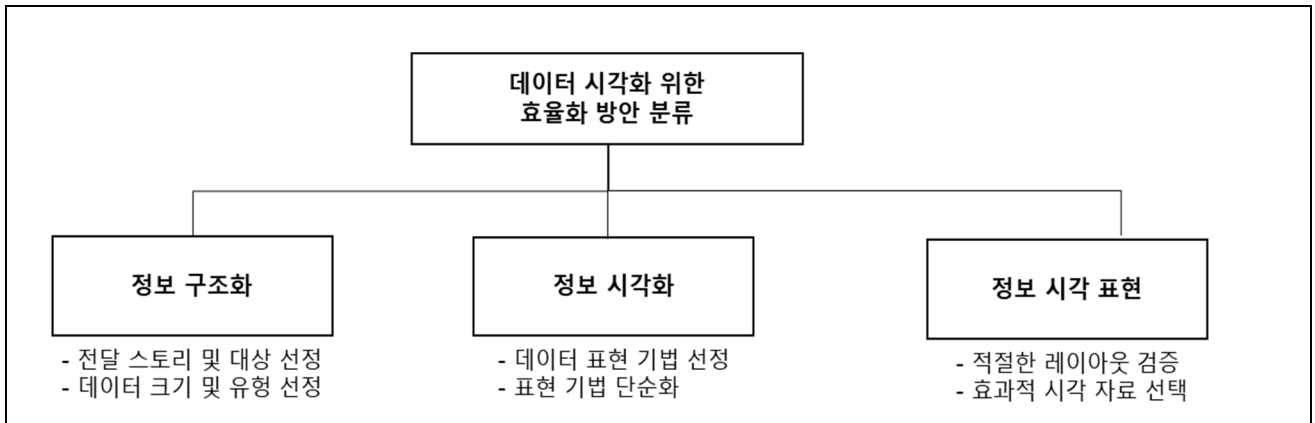 데이터 시각화 위한
효율화 방안 분류
정보 구조화
- 전달 스토리 및 대상 선정
- 데이터 크기 및 유헝 선정
정보 시각화
- 데이터 표현 기법 선정
- 표현 기법 단순화
정보 시각 표현
- 적절한 레이아웃 검증
- 효과적 시각 자료 선택